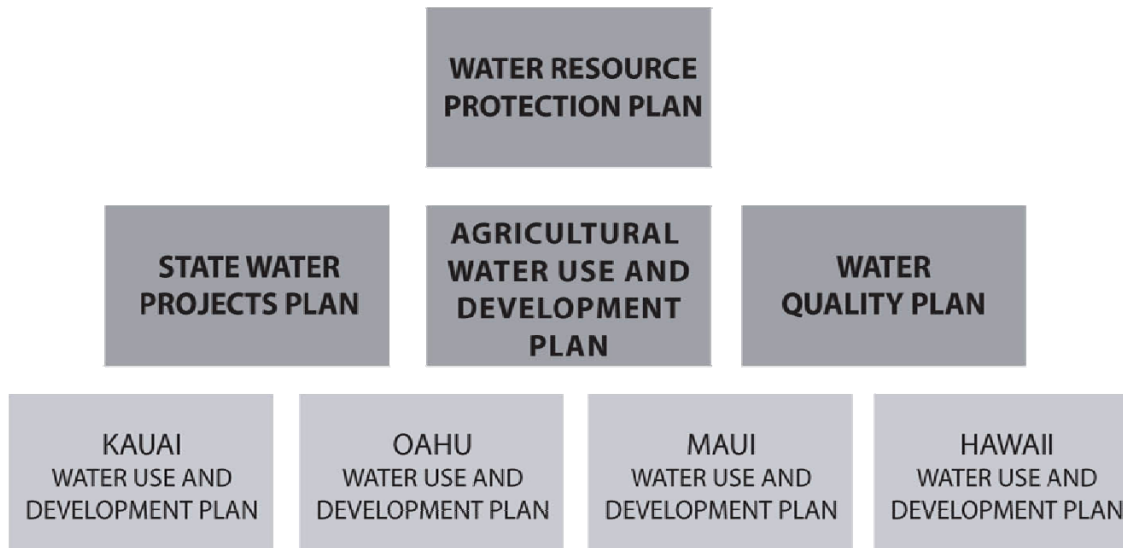 WATER RESOURCE
PROTECTION PLAN
STATE WATER
PROJECTS PLAN
AGRICULTURAL
WATER USE AND
DEVELOPMENT
PLAN
WATER
QUALITY PLAN
KAUAI
WATER USE AND
DEVELOPMENT PLAN
OAHU
WATER USE AND
DEVELOPMENT PLAN
MAUI
WATER USE AND
DEVELOPMENT PLAN
HAWAII
WATER USE AND
DEVELOPMENT PLAN